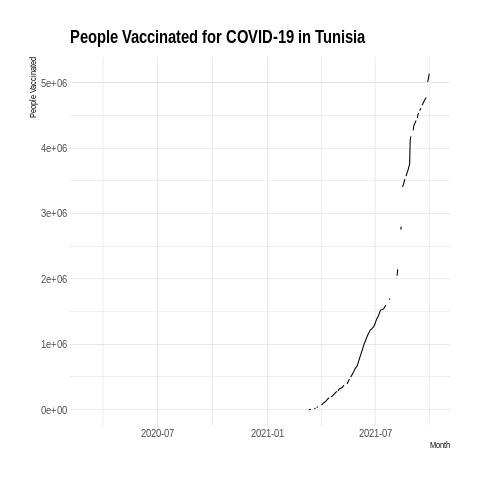 People Vaccinated for COVID-19 in Tunisia
People Vaccinated
5e+06
4e+06
3e+06
2e+06
1e+06
0e+00
2020-07
2021-01
2021-07
Month